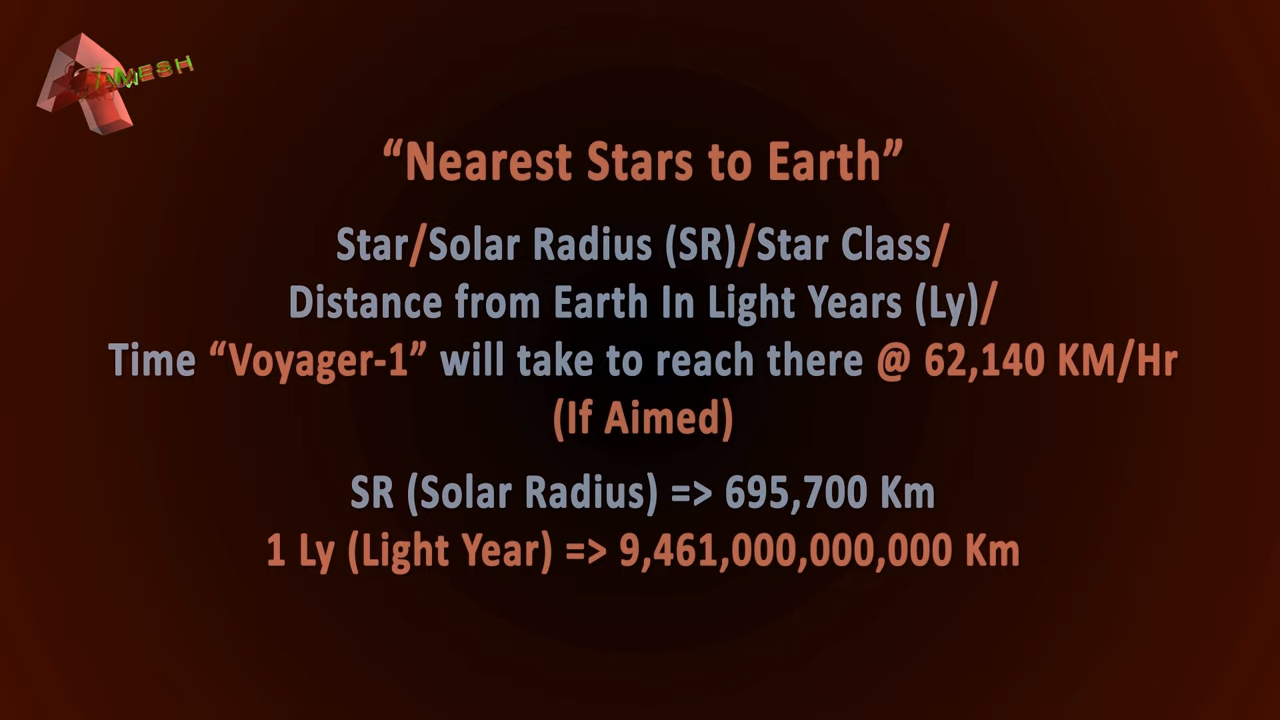 “Nearest Stars to Earth”
Star/Solar Radius (SR)/Star Class/
Distance from Earth In Light Years (Ly)/
Time “Voyager-1” will take to reach there @ 62,140 KM/Hr
(If Aimed)
SR (Solar Radius) => 695,700 Km
1 Ly (Light Year) => 9,461,000,000,000 Km